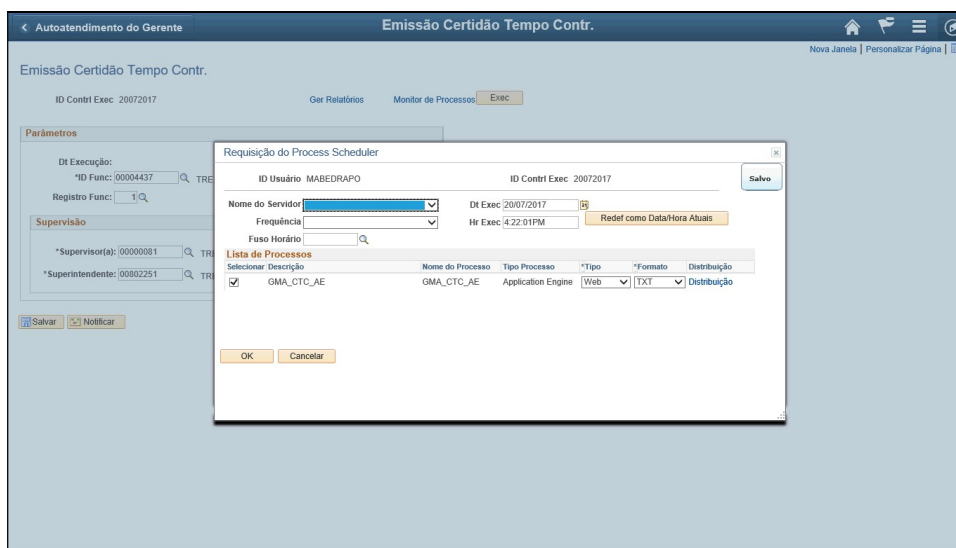 Autoatendimento do Gerente
Emissão Certidão Tempo Contr.
Nova Janela | Personalizar Página |
Emissão Certidão Tempo Contr.
ID Contrl Exec 20072017 Ger Relatórios Monitor de Processos Exec
Parâmetros
Dt Execução:
*ID Func: 00004437 TRE
Registro Func: 1
Supervisão
*Supervisor(a): 00000081 TRE
*Superintendente: 00802251 TRE
Salvar Notificar
Requisição do Process Scheduler
ID Usuário MABEDRAPO ID Contrl Exec 20072017 Salvo
Nome do Servidor Dt Exec 20/07/2017
Frequência Hr Exec 4:22:01PM Redef como Data/Hora Atuais
Fuso Horário
Lista de Processos
Selecionar Descrição Nome do Processo Tipo Processo *Tipo *Formato Distribuição
GMA_CTC_AE GMA_CTC_AE Application Engine Web TXT Distribuição
OK Cancelar